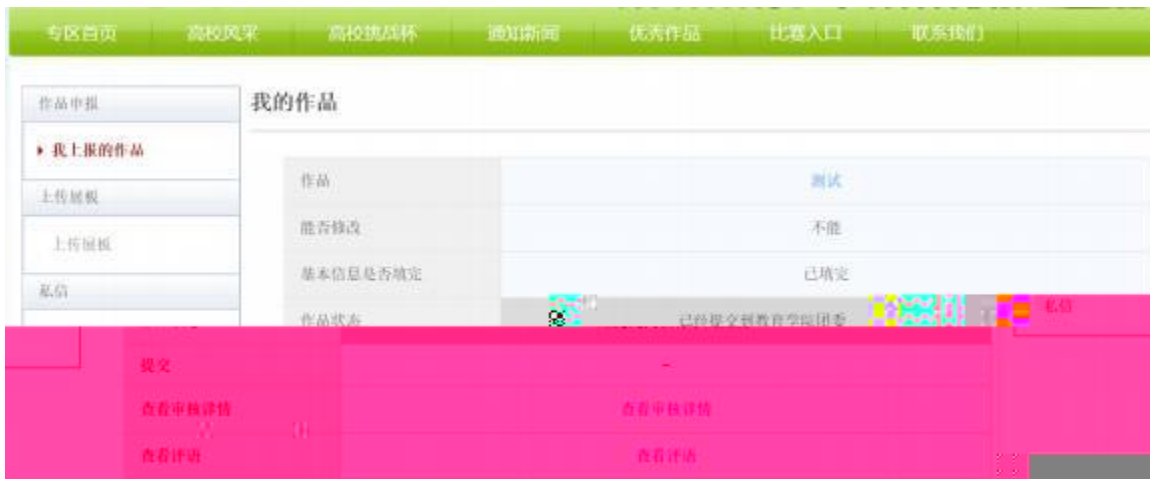 专区首页 高校风采 高校挑战杯 通知新闻 优秀作品 比赛入口 联系我们
作品申报
我的作品
我上报的作品
作品 测试
上传展板
能否修改 不能
上传展板
基本信息是否填完 已填完
私信
作品状态 已经提交到教育学院团委
私信
提交 -
查看审核详情 查看审核详情
查看评语 查看评语